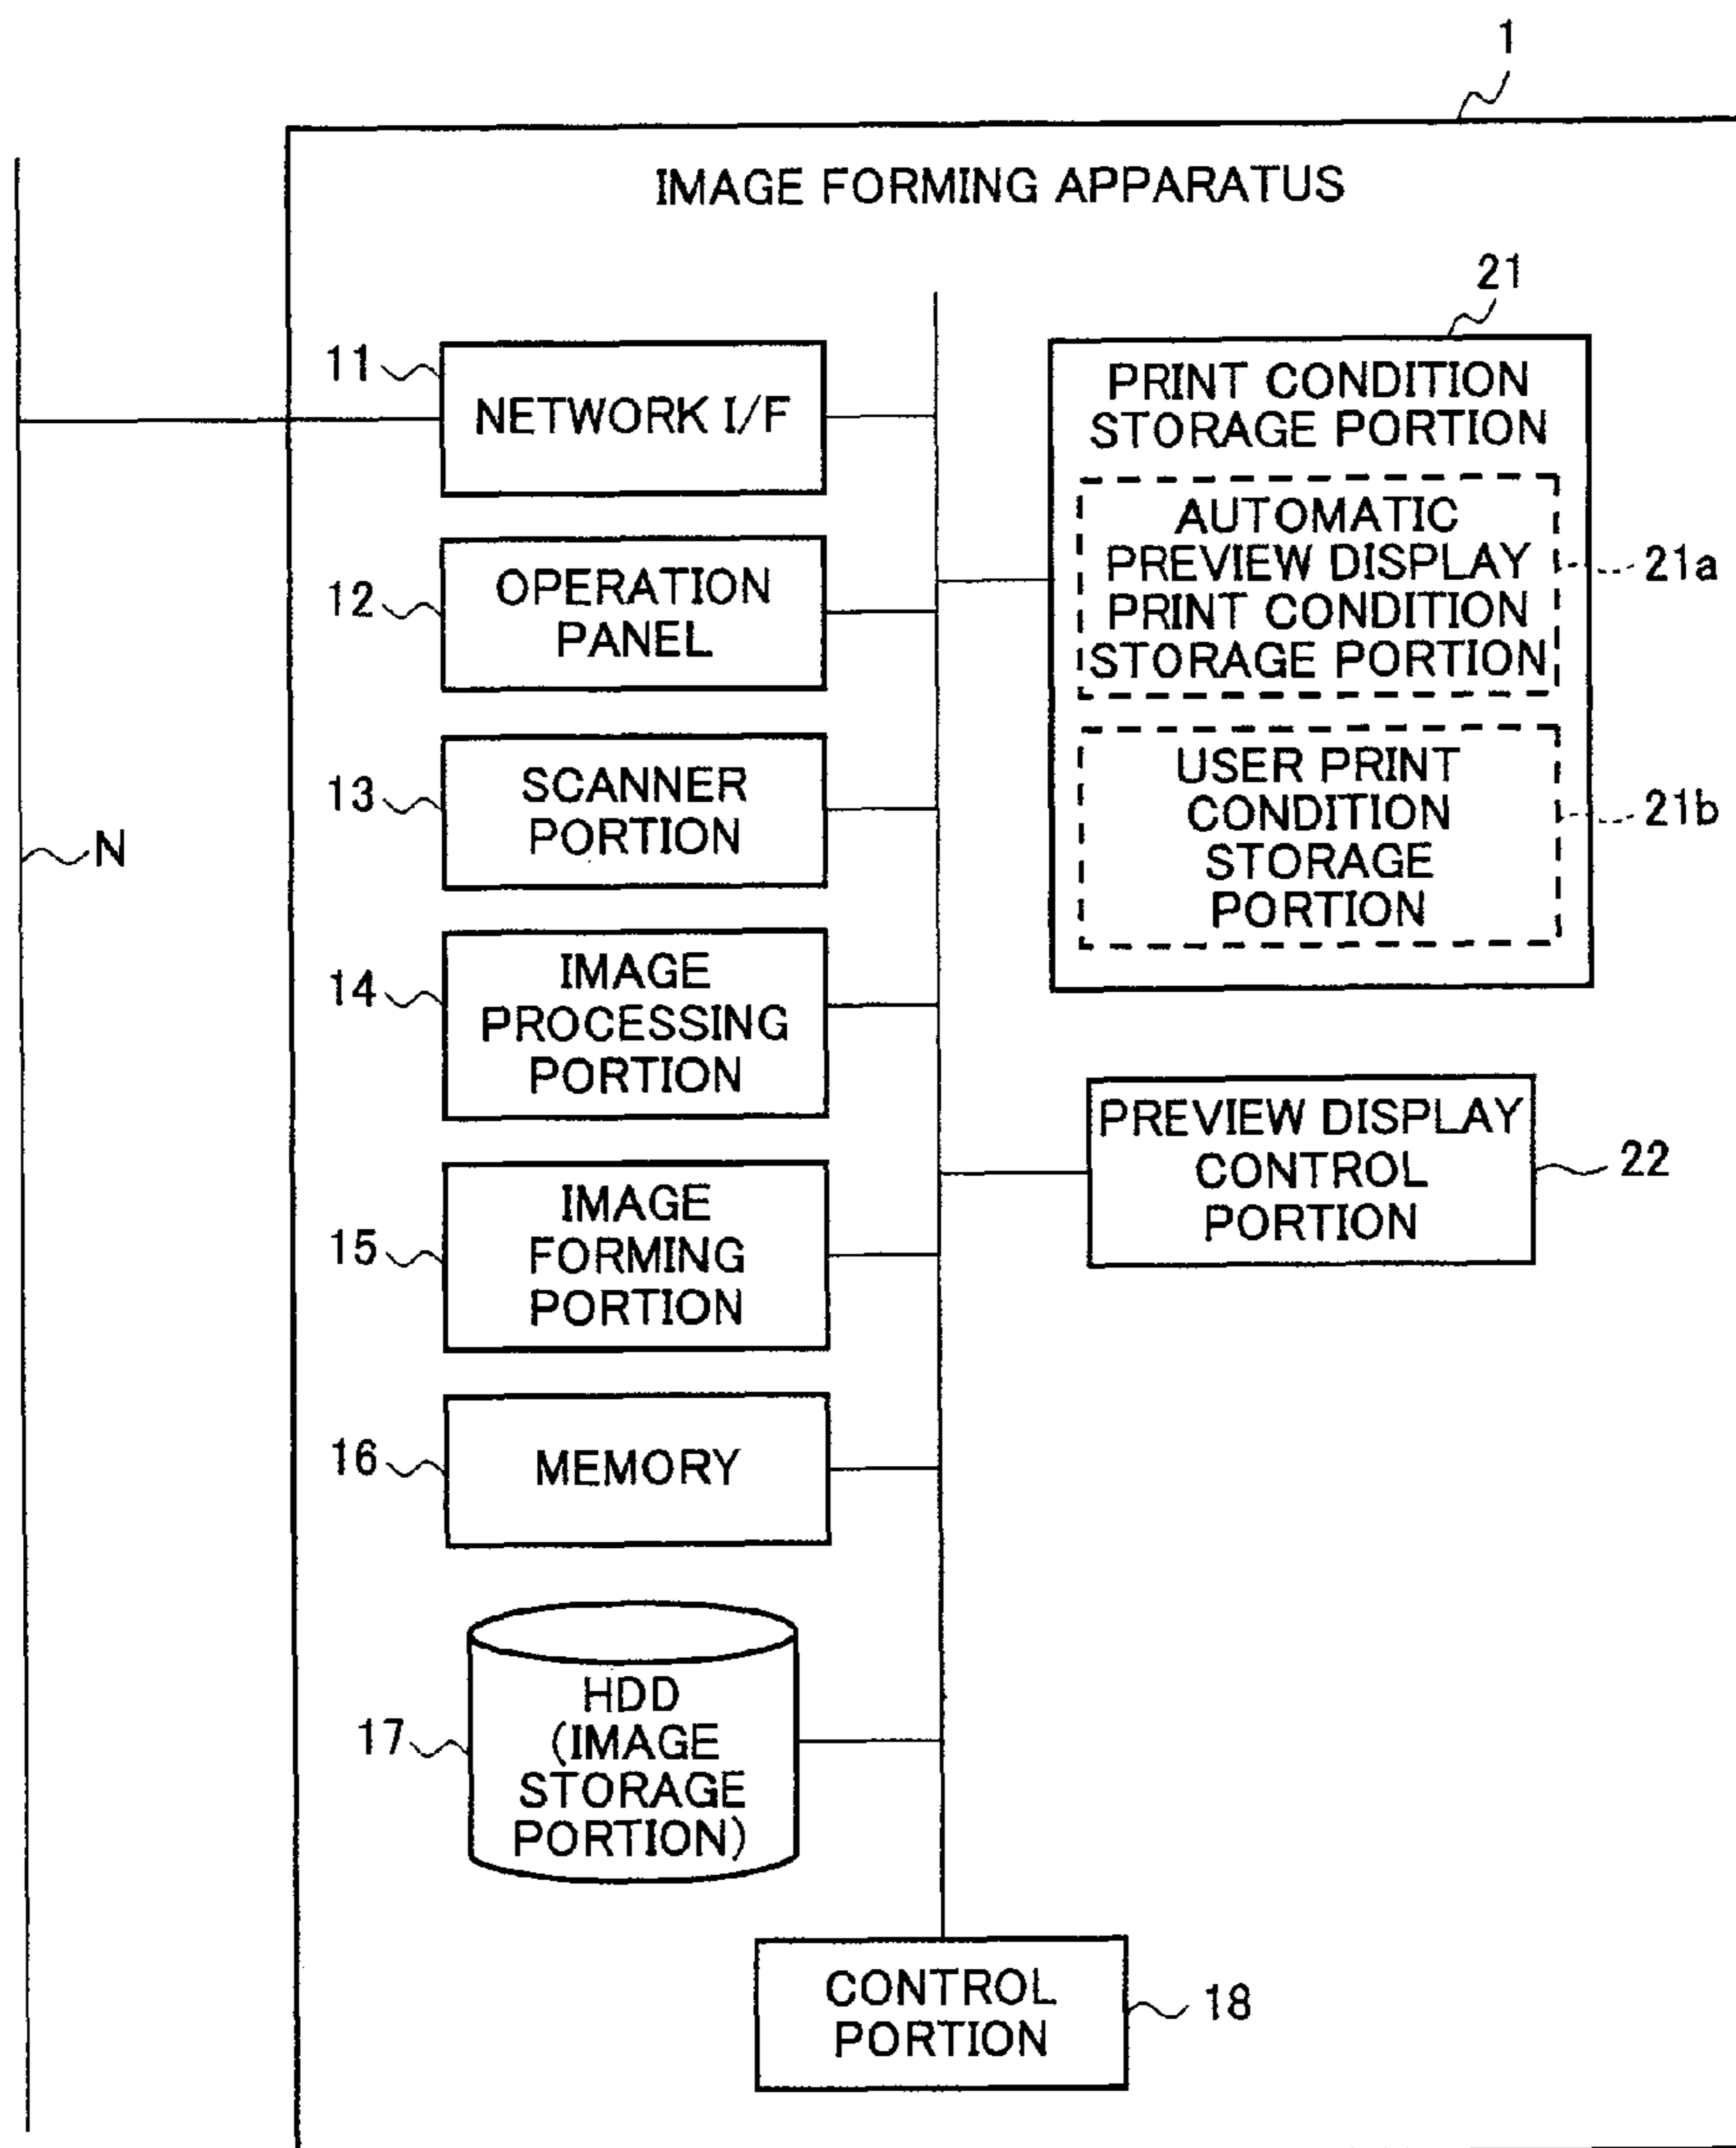 1
IMAGE FORMING APPARATUS
11
NETWORK I/F
12
OPERATION
PANEL
13
SCANNER
PORTION
N
14
IMAGE
PROCESSING
PORTION
15
IMAGE
FORMING
PORTION
16
MEMORY
17
HDD
(IMAGE
STORAGE
PORTION)
CONTROL
PORTION
18
21
PRINT CONDITION
STORAGE PORTION
AUTOMATIC
PREVIEW DISPLAY
PRINT CONDITION
STORAGE PORTION
21a
USER PRINT
CONDITION
STORAGE
PORTION
21b
PREVIEW DISPLAY
CONTROL
PORTION
22